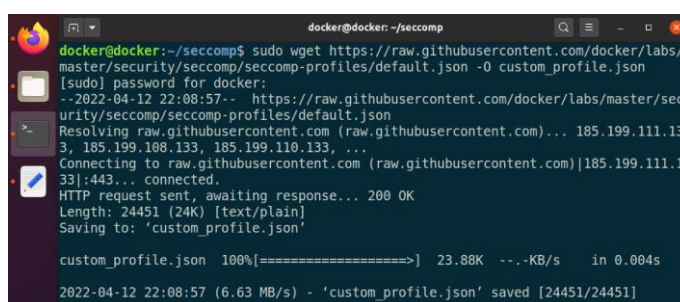 docker@docker: ~/seccomp
docker@docker:~/seccomp$ sudo wget https://raw.githubusercontent.com/docker/labs/
master/security/seccomp/seccomp-profiles/default.json -O custom_profile.json
[sudo] password for docker:
--2022-04-12 22:08:57--  https://raw.githubusercontent.com/docker/labs/master/sec
urity/seccomp/seccomp-profiles/default.json
Resolving raw.githubusercontent.com (raw.githubusercontent.com)... 185.199.111.13
3, 185.199.108.133, 185.199.110.133, ...
Connecting to raw.githubusercontent.com (raw.githubusercontent.com)|185.199.111.1
33|:443... connected.
HTTP request sent, awaiting response... 200 OK
Length: 24451 (24K) [text/plain]
Saving to: ‘custom_profile.json’
custom_profile.json  100%[===================>]  23.88K  --.-KB/s    in 0.004s
2022-04-12 22:08:57 (6.63 MB/s) - ‘custom_profile.json’ saved [24451/24451]